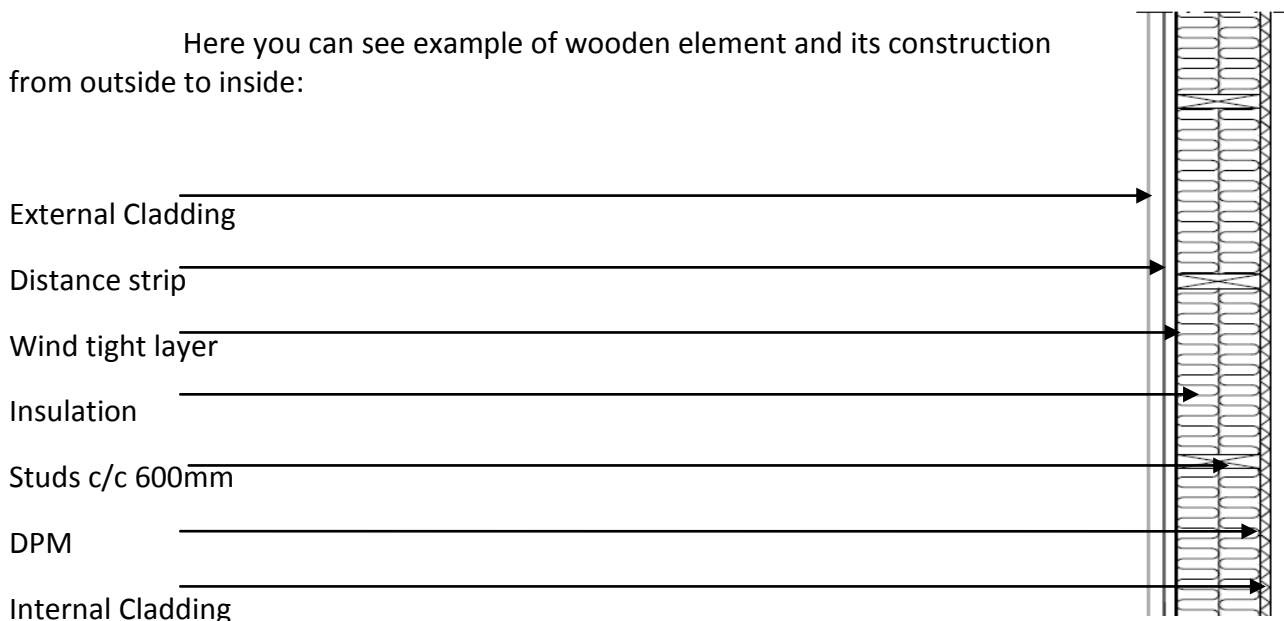 Here you can see example of wooden element and its construction
from outside to inside:
External Cladding
Distance strip
Wind tight layer
Insulation
Studs c/c 600mm
DPM
Internal Cladding